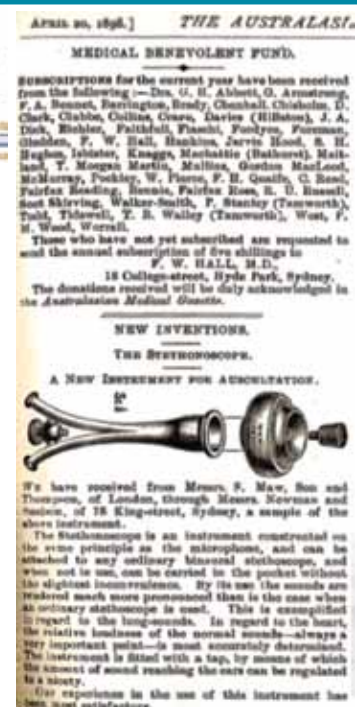 APRIL 20, 1896.] THE AUSTRALASI
MEDICAL BENEVOLENT FUND.
SUBSCRIPTIONS for the current year have been received
from the following :—Drs. G. H. Abbott, O. Armstrong,
F. A. Bennet, Barrington, Brady, Chenhall, Chisholm, D.
Clark, Clubbe, Collins, Crago, Davies (Hillston), J. A.
Dick, Eichler, Faithfull, Fiaschi, Foreman,
Gledden, F. W. Hall, Hankins, Jarvie Hood, S. H.
Hughes, Isbister, Knaggs, Machattie (Bathurst), Mait-
land, T. Morgan Martin, Mullins, Gordon MacLeod,
McMurray, Pockley, W. F. H. Quaife, C. Read,
Fairfax Reading, Rennie, Fairfax Ross, R. U. Russell,
Scot Skirving, Walker-Smith, P. Stanley (Tamworth),
Todd, Tidswell, T. R. Walley (Tamworth), West, F.
H. Wood, Worrall.
Those who have not yet subscribed are requested to
send the annual subscription of five shillings to
F. W. HALL, M.D.,
18 College-street, Hyde Park, Sydney.
The donations received will be duly acknowledged in
the Australasian Medical Gazette.
NEW INVENTIONS.
THE STETHONOSCOPE.
A NEW INSTRUMENT FOR AUSCULTATION.
WE have received from Messrs. S. Maw, Son and
Thompson, of London, through Messrs. Newman and
of 78 King-street, Sydney, a sample of the
above instrument.
The Stethonoscope is an instrument constructed on
the same principle as the microphone, and can be
attached to any ordinary binaural stethoscope, and
when not in use, can be carried in the pocket without
the slightest inconvenience. By its use the sounds are
rendered much more pronounced than is the case when
an ordinary stethoscope is used. This is exemplified
in regard to the lung-sounds. In regard to the heart,
the relative loudness of the normal sounds—always a
very important point—is most accurately determined.
The instrument is fitted with a tap, by means of which
the amount of sound reaching the ears can be regulated
to a nicety.
Our experience in the use of this instrument has
been most satisfactory.